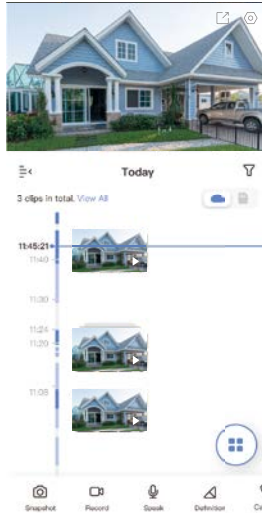 Today
3 clips in total. View All
11:45:21
11:40
11:30
11:24
11:20
11:08
Snapshot
Record
Speak
Definition